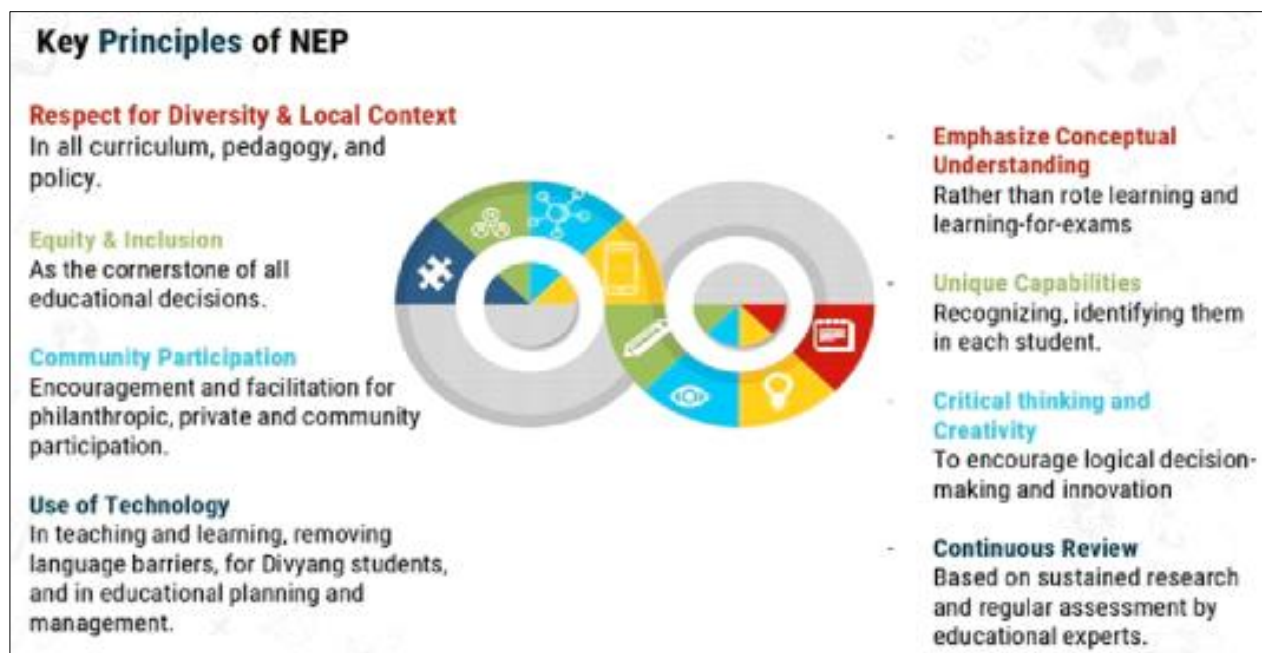 Key Principles of NEP
Respect for Diversity & Local Context
In all curriculum, pedagogy, and
policy.
Equity & Inclusion
As the cornerstone of all
educational decisions.
Community Participation
Encouragement and facilitation for
philanthropic, private and community
participation.
Use of Technology
In teaching and learning, removing
language barriers, for Divyang students,
and in educational planning and
management.
- Emphasize Conceptual
Understanding
Rather than rote learning and
learning-for-exams
- Unique Capabilities
Recognizing, identifying them
in each student.
- Critical thinking and
Creativity
To encourage logical decision-
making and innovation
- Continuous Review
Based on sustained research
and regular assessment by
educational experts.